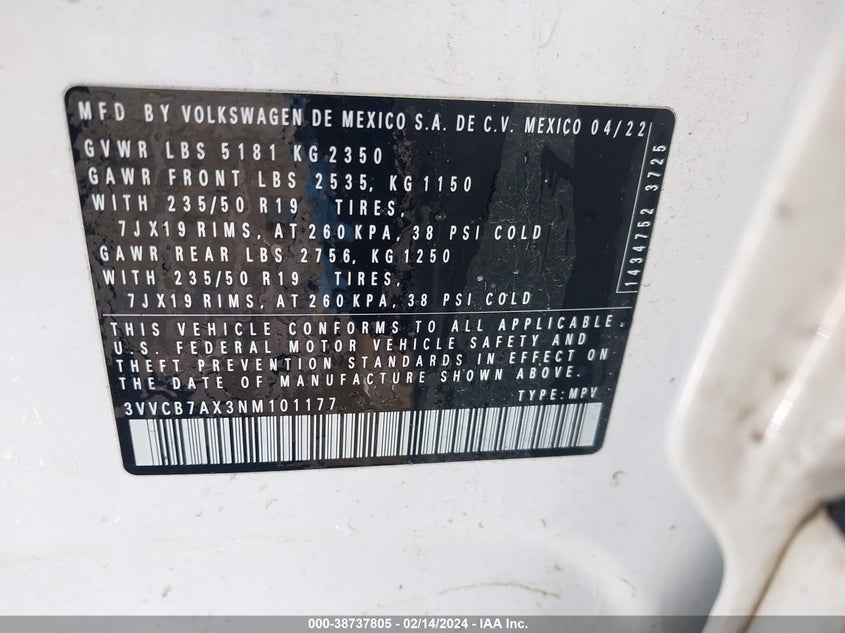 MFD BY VOLKSWAGEN DE MEXICO S.A. DE C.V. MEXICO 04/22
GVWR LBS 5181 KG 2350
GAWR FRONT LBS 2535, KG 1150
WITH 235/50 R19 TIRES,
7JX19 RIMS, AT 260 KPA, 38 PSI COLD
GAWR REAR LBS 2756, KG 1250
WITH 235/50 R19 TIRES,
7JX19 RIMS, AT 260 KPA, 38 PSI COLD
1434752 3725
THIS VEHICLE CONFORMS TO ALL APPLICABLE
U.S. FEDERAL MOTOR VEHICLE SAFETY AND
THEFT PREVENTION STANDARDS IN EFFECT ON
THE DATE OF MANUFACTURE SHOWN ABOVE.
3VVCB7AX3NM101177 TYPE: MPV
000-38737805 - 02/14/2024 - IAA Inc.